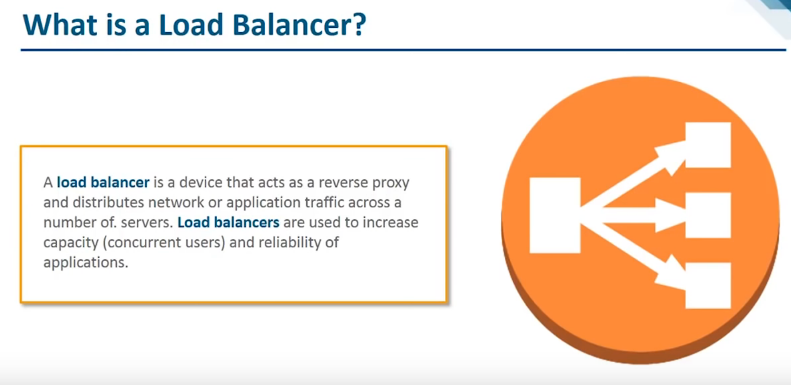 What is a Load Balancer?
A load balancer is a device that acts as a reverse proxy
and distributes network or application traffic across a
number of. servers. Load balancers are used to increase
capacity (concurrent users) and reliability of
applications.